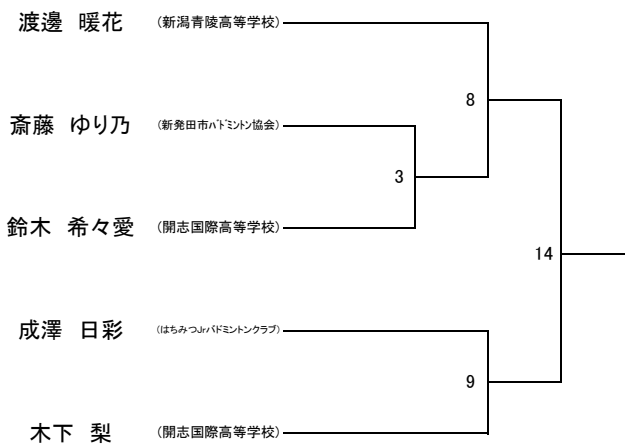 渡邊 暖花 (新潟青陵高等学校)
8
斎藤 ゆり乃 (新発田市バドミントン協会)
3
鈴木 希々愛 (開志国際高等学校)
14
成澤 日彩 (はちみつJrバドミントンクラブ)
9
木下 梨 (開志国際高等学校)